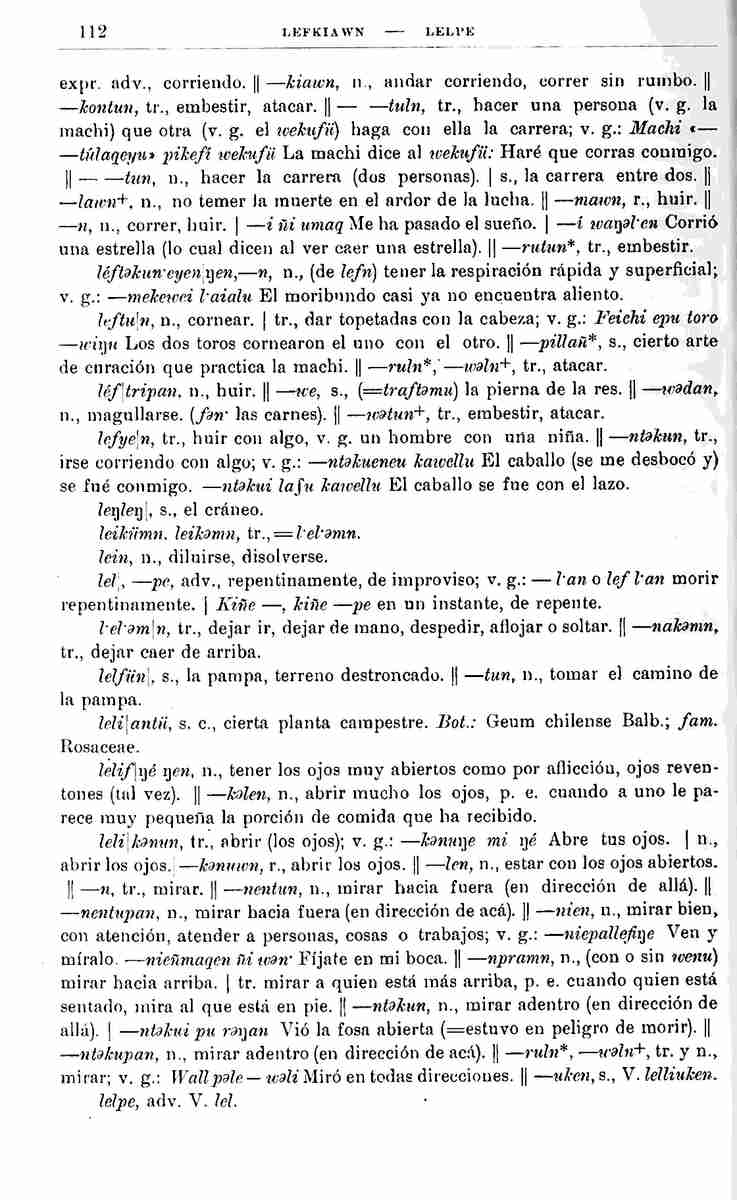 112 LEFKIAWN — LELPE
expr. adv., corriendo. || —kiawn, n., andar corriendo, correr sin rumbo. ||
—kontun, tr., embestir, atacar. || — —tuln, tr., hacer una persona (v. g. la
machi) que otra (v. g. el wekufü) haga con ella la carrera; v. g.: Machi «—
—túlaqeyu» pikefí wekufü La machi dice al wekufü: Haré que corras conmigo.
|| — —tun, n., hacer la carrera (dos personas). | s., la carrera entre dos. ||
—lawn+, n., no temer la muerte en el ardor de la lucha. || —mawn, r., huir. ||
—n, n., correr, huir. | —i ñi umaq Me ha pasado el sueño. | —i waŋəl·en Corrió
una estrella (lo cual dicen al ver caer una estrella). || —rutun*, tr., embestir.
léftəkun·eyen|ŋen,—n, n., (de lefn) tener la respiración rápida y superficial;
v. g.: —mekewei l·aialu El moribundo casi ya no encuentra aliento.
leftu|n, n., cornear. | tr., dar topetadas con la cabeza; v. g.: Feichi epu toro
—wiŋu Los dos toros cornearon el uno con el otro. || —pillañ*, s., cierto arte
de curación que practica la machi. || —ruln*, —wəln+, tr., atacar.
léf|tripan, n., huir. || —we, s., (=traftəmu) la pierna de la res. || —wədan,
n., magullarse. (fən· las carnes). || —wətun+, tr., embestir, atacar.
lefye|n, tr., huir con algo, v. g. un hombre con una niña. || —ntəkun, tr.,
irse corriendo con algo; v. g.: —ntəkueneu kawellu El caballo (se me desbocó y)
se fué conmigo. —ntəkui lafu kawellu El caballo se fue con el lazo.
leŋleŋ|, s., el cráneo.
leikümn. leikəmn, tr.,=l·el·əmn.
lein, n., diluirse, disolverse.
lel|, —pe, adv., repentinamente, de improviso; v. g.: — l·an o lef l·an morir
repentinamente. | Kiñe —, kiñe —pe en un instante, de repente.
l·el·əm|n, tr., dejar ir, dejar de mano, despedir, aflojar o soltar. || —nakəmn,
tr., dejar caer de arriba.
lelfün|, s., la pampa, terreno destroncado. || —tun, n., tomar el camino de
la pampa.
leli|antü, s. c., cierta planta campestre. Bot.: Geum chilense Balb.; fam.
Rosaceae.
lélif|ŋé ŋen, n., tener los ojos muy abiertos como por aflicción, ojos reven-
tones (tal vez). || —kəlen, n., abrir mucho los ojos, p. e. cuando a uno le pa-
rece muy pequeña la porción de comida que ha recibido.
leli|kənun, tr., abrir (los ojos); v. g.: —kənuŋe mi ŋé Abre tus ojos. | n.,
abrir los ojos. —kənuwn, r., abrir los ojos. || —len, n., estar con los ojos abiertos.
|| —n, tr., mirar. || —nentun, n., mirar hacia fuera (en dirección de allá). ||
—nentupan, n., mirar hacia fuera (en dirección de acá). || —nien, n., mirar bien,
con atención, atender a personas, cosas o trabajos; v. g.: —niepallefiŋe Ven y
míralo. —nieñmaqen ñi wən· Fíjate en mi boca. || —npramn, n., (con o sin wenu)
mirar hacia arriba. | tr. mirar a quien está más arriba, p. e. cuando quien está
sentado, mira al que está en pie. || —ntəkun, n., mirar adentro (en dirección de
allá). | —ntəkui pu rəŋan Vió la fosa abierta (=estuvo en peligro de morir). ||
—ntəkupan, n., mirar adentro (en dirección de acá). || —ruln*, —wəln+, tr. y n.,
mirar; v. g.: Wall pəle — wəli Miró en todas direcciones. || —uken, s., V. lelliuken.
lelpe, adv. V. lel.